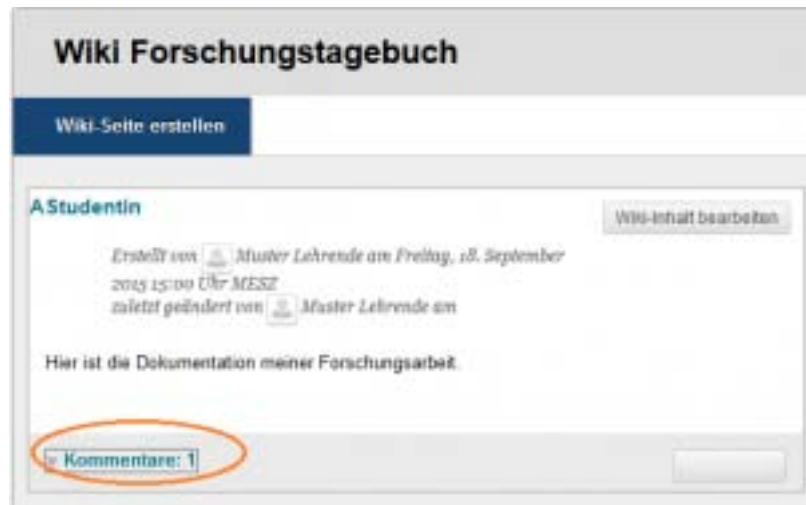 Wiki Forschungstagebuch
Wiki-Seite erstellen
A Studentin
Wiki-Inhalt bearbeiten
Erstellt von Muster Lehrende am Freitag, 18. September
2015 15:00 Uhr MESZ
zuletzt geändert von Muster Lehrende am
Hier ist die Dokumentation meiner Forschungsarbeit.
Kommentare: 1